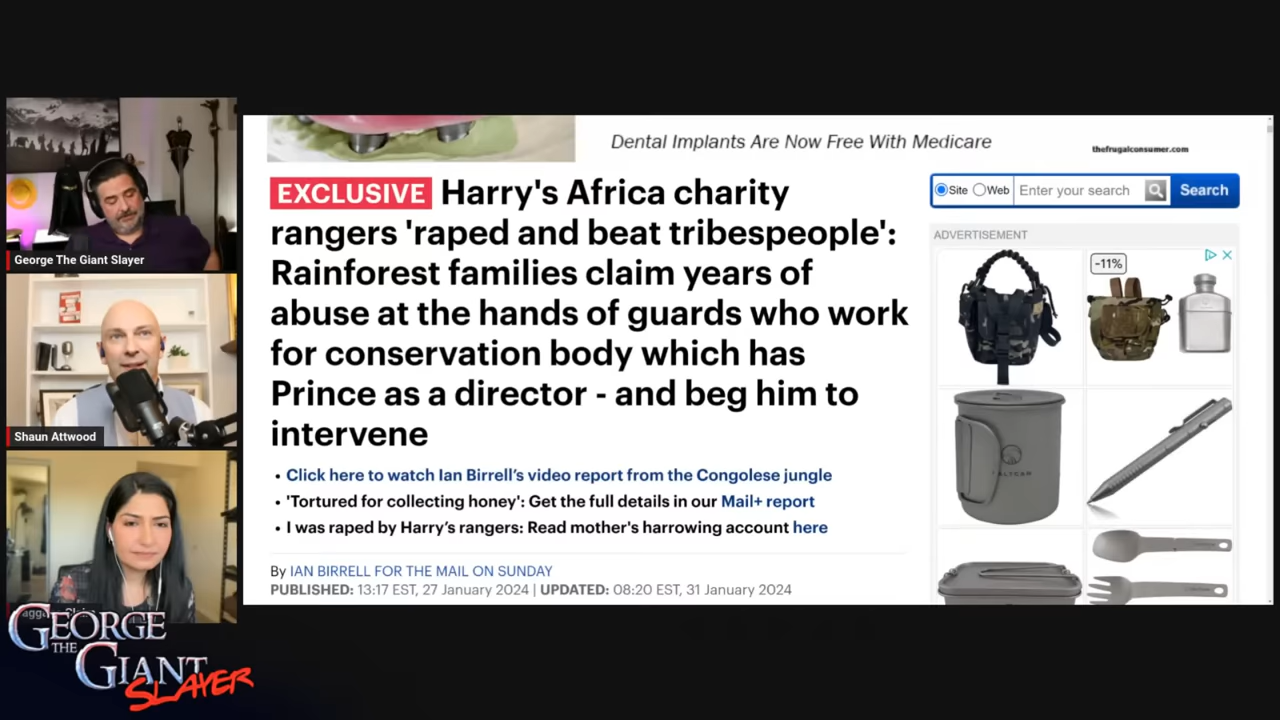 George The Giant Slayer
Shaun Attwood
GEORGE
THE
GIANT
SLAYER
Dental Implants Are Now Free With Medicare
thefrugalconsumer.com
EXCLUSIVE Harry's Africa charity
rangers 'raped and beat tribespeople':
Rainforest families claim years of
abuse at the hands of guards who work
for conservation body which has
Prince as a director - and beg him to
intervene
• Click here to watch Ian Birrell's video report from the Congolese jungle
• 'Tortured for collecting honey': Get the full details in our Mail+ report
• I was raped by Harry's rangers: Read mother's harrowing account here
By IAN BIRRELL FOR THE MAIL ON SUNDAY
PUBLISHED: 13:17 EST, 27 January 2024 | UPDATED: 08:20 EST, 31 January 2024
Site Web Enter your search Search
ADVERTISEMENT
-11%